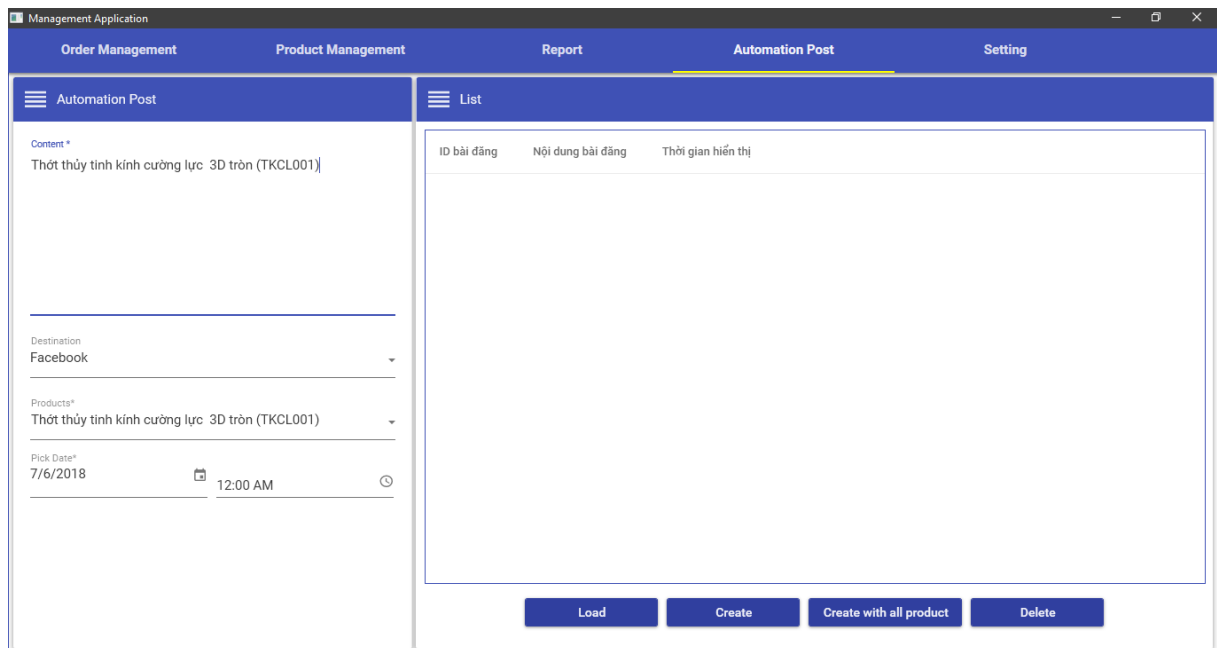 Management Application
Order Management Product Management Report Automation Post Setting
Automation Post
Content *
Thớt thủy tinh kính cường lực 3D tròn (TKCL001)
Destination
Facebook
Products*
Thớt thủy tinh kính cường lực 3D tròn (TKCL001)
Pick Date*
7/6/2018 12:00 AM
List
ID bài đăng Nội dung bài đăng Thời gian hiển thị
Load Create Create with all product Delete